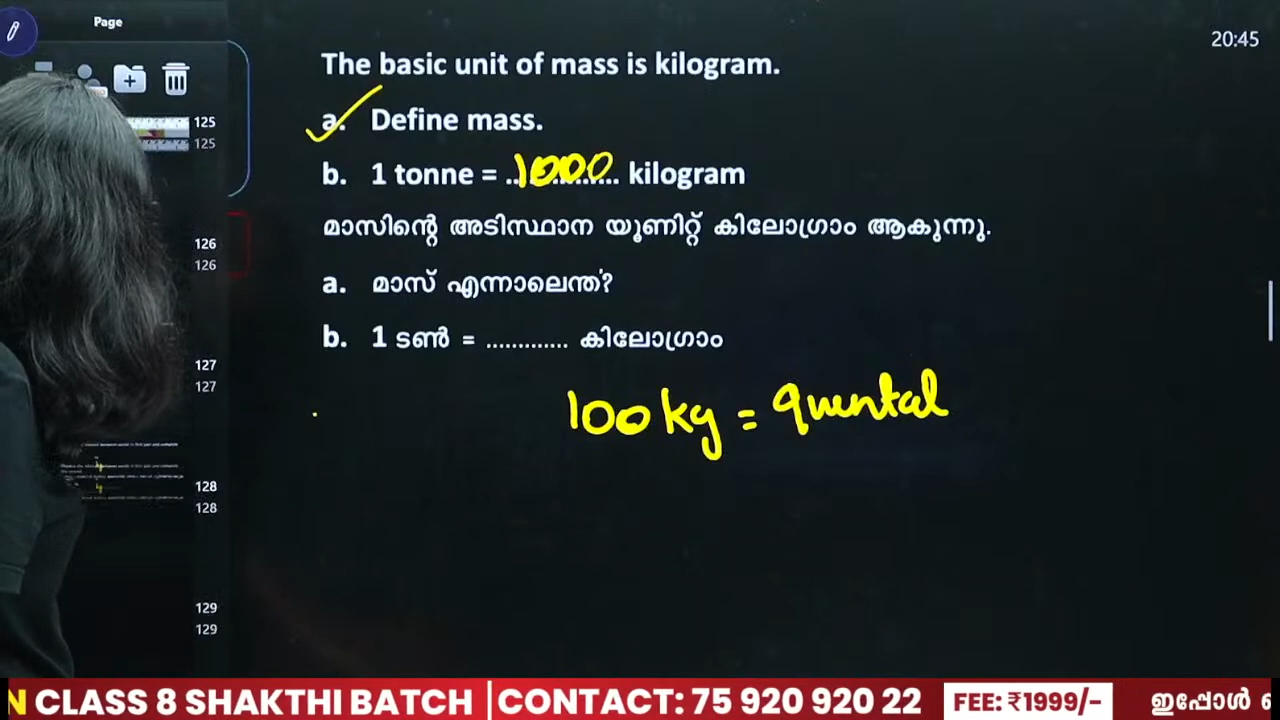 Page
20:45
The basic unit of mass is kilogram.
125
a. Define mass.
125
b. 1 tonne = ..1000.. kilogram
മാസിന്റെ അടിസ്ഥാന യൂണിറ്റ് കിലോഗ്രാം ആകുന്നു.
126
126
a. മാസ് എന്നാലെന്ത്?
b. 1 ടൺ = ............. കിലോഗ്രാം
127
127
100 kg = quental
128
128
129
129
N CLASS 8 SHAKTHI BATCH | CONTACT: 75 920 920 22 FEE: ₹1999/- ഇപ്പോൾ